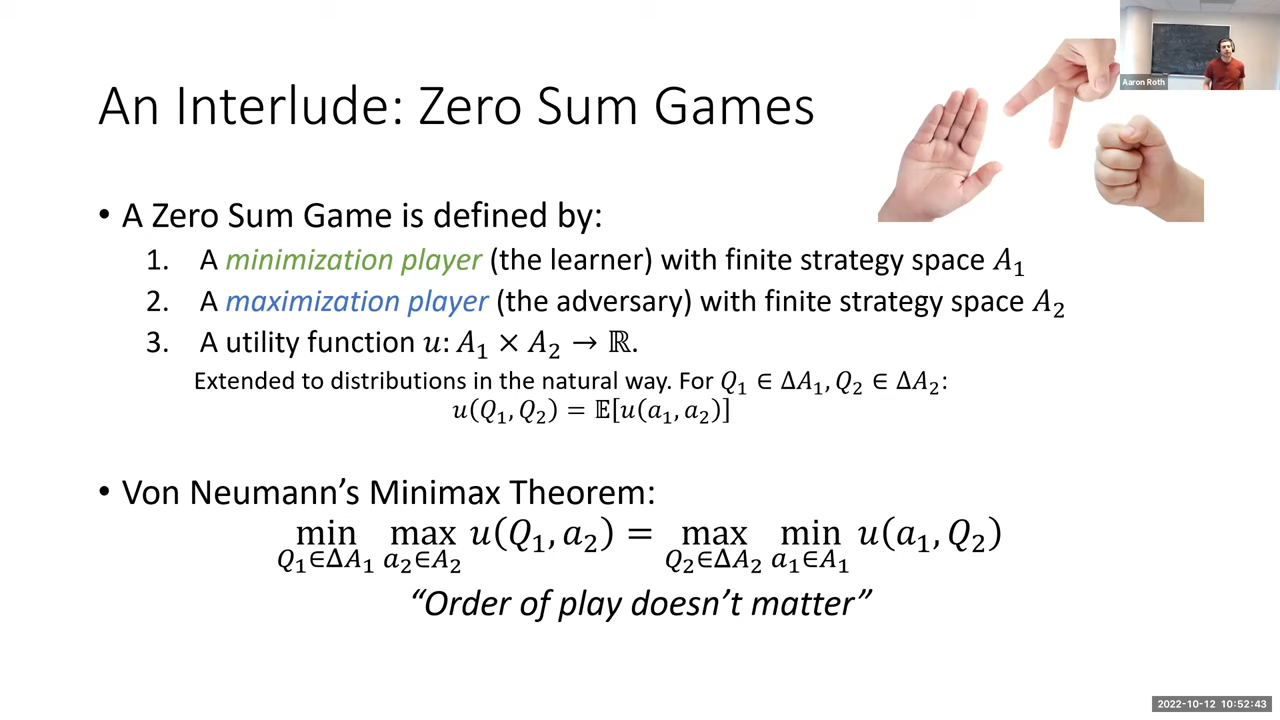 An Interlude: Zero Sum Games
Aaron Roth
• A Zero Sum Game is defined by:
1. A minimization player (the learner) with finite strategy space A₁
2. A maximization player (the adversary) with finite strategy space A₂
3. A utility function u: A₁ × A₂ → ℝ.
Extended to distributions in the natural way. For Q₁ ∈ ΔA₁, Q₂ ∈ ΔA₂:
u(Q₁, Q₂) = 𝔼[u(a₁, a₂)]
• Von Neumann’s Minimax Theorem:
min max u(Q₁, a₂) = max min u(a₁, Q₂)
Q₁∈ΔA₁ a₂∈A₂ Q₂∈ΔA₂ a₁∈A₁
“Order of play doesn’t matter”
2022-10-12 10:52:43